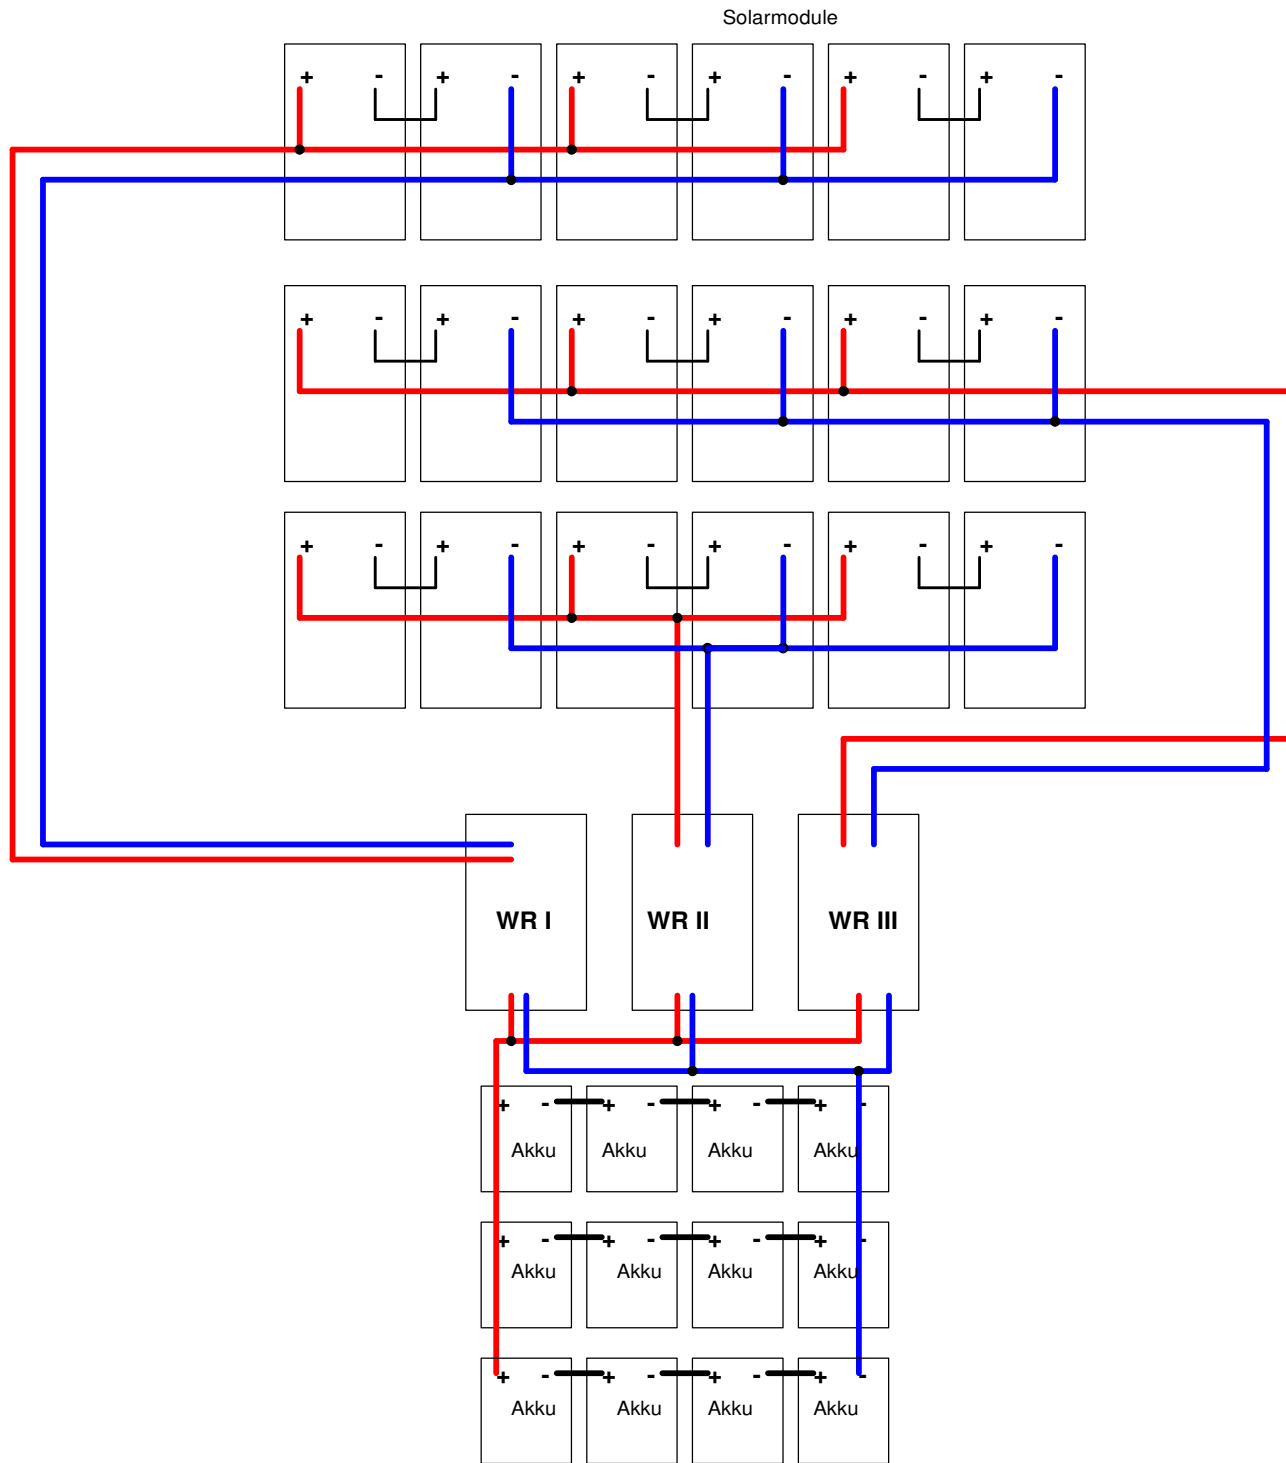 Solarmodule
+ - + - + - + - + - + -
+ - + - + - + - + - + -
+ - + - + - + - + - + -
WR I WR II WR III
+ - + - + - + -
Akku Akku Akku Akku
+ - + - + - + -
Akku Akku Akku Akku
+ - + - + - + -
Akku Akku Akku Akku